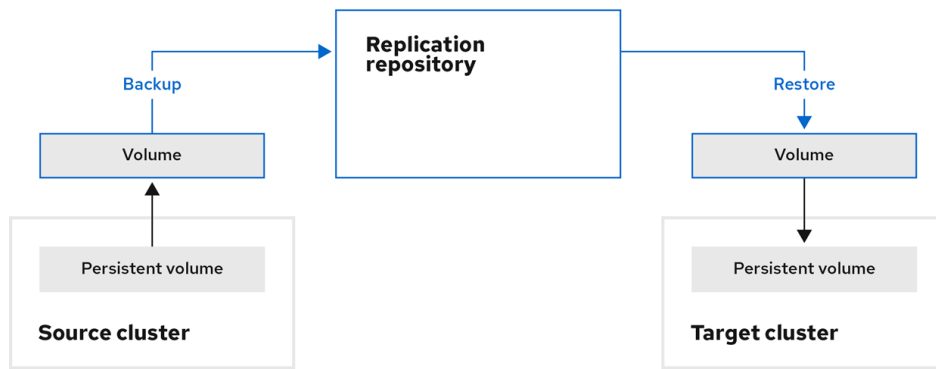 Replication
repository
Backup
Restore
Volume
Volume
Persistent volume
Persistent volume
Source cluster
Target cluster